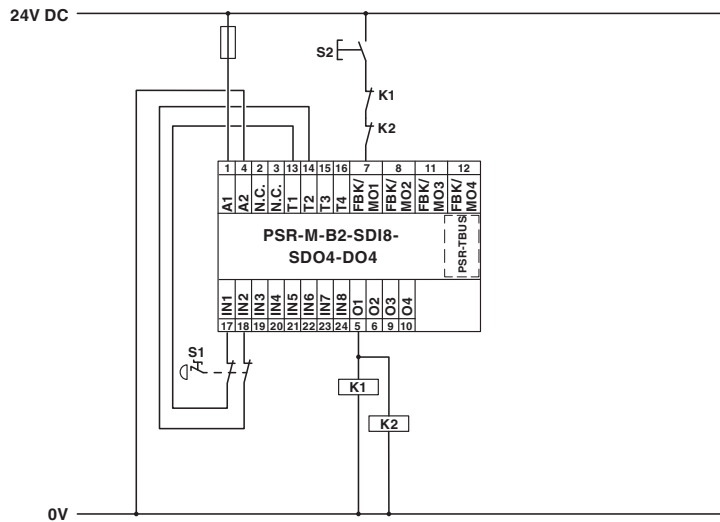 24V DC
S2
K1
K2
1 4 2 3 13 14 15 16 7 8 11 12
A1 A2 N.C. N.C. T1 T2 T3 T4 FBK/MO1 FBK/MO2 FBK/MO3 FBK/MO4
PSR-M-B2-SDI8-
SDO4-DO4
PSR-TBUS
IN1 IN2 IN3 IN4 IN5 IN6 IN7 IN8 O1 O2 O3 O4
17 18 19 20 21 22 23 24 5 6 9 10
S1
K1
K2
0V